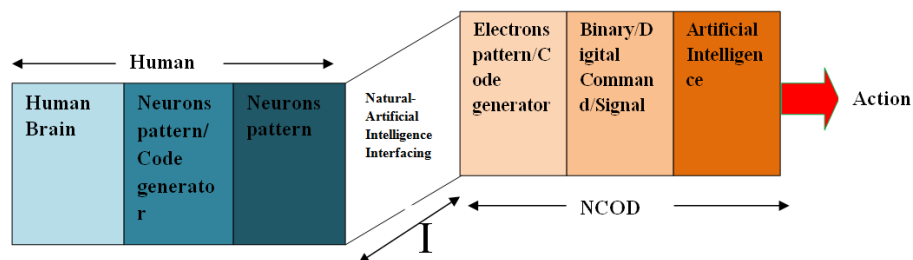 Human
Human
Brain
Neurons
pattern/
Code
generato
r
Neurons
pattern
Natural-
Artificial
Intelligence
Interfacing
I
Electrons
pattern/C
ode
generator
Binary/D
igital
Comman
d/Signal
Artificial
Intelligen
ce
Action
NCOD